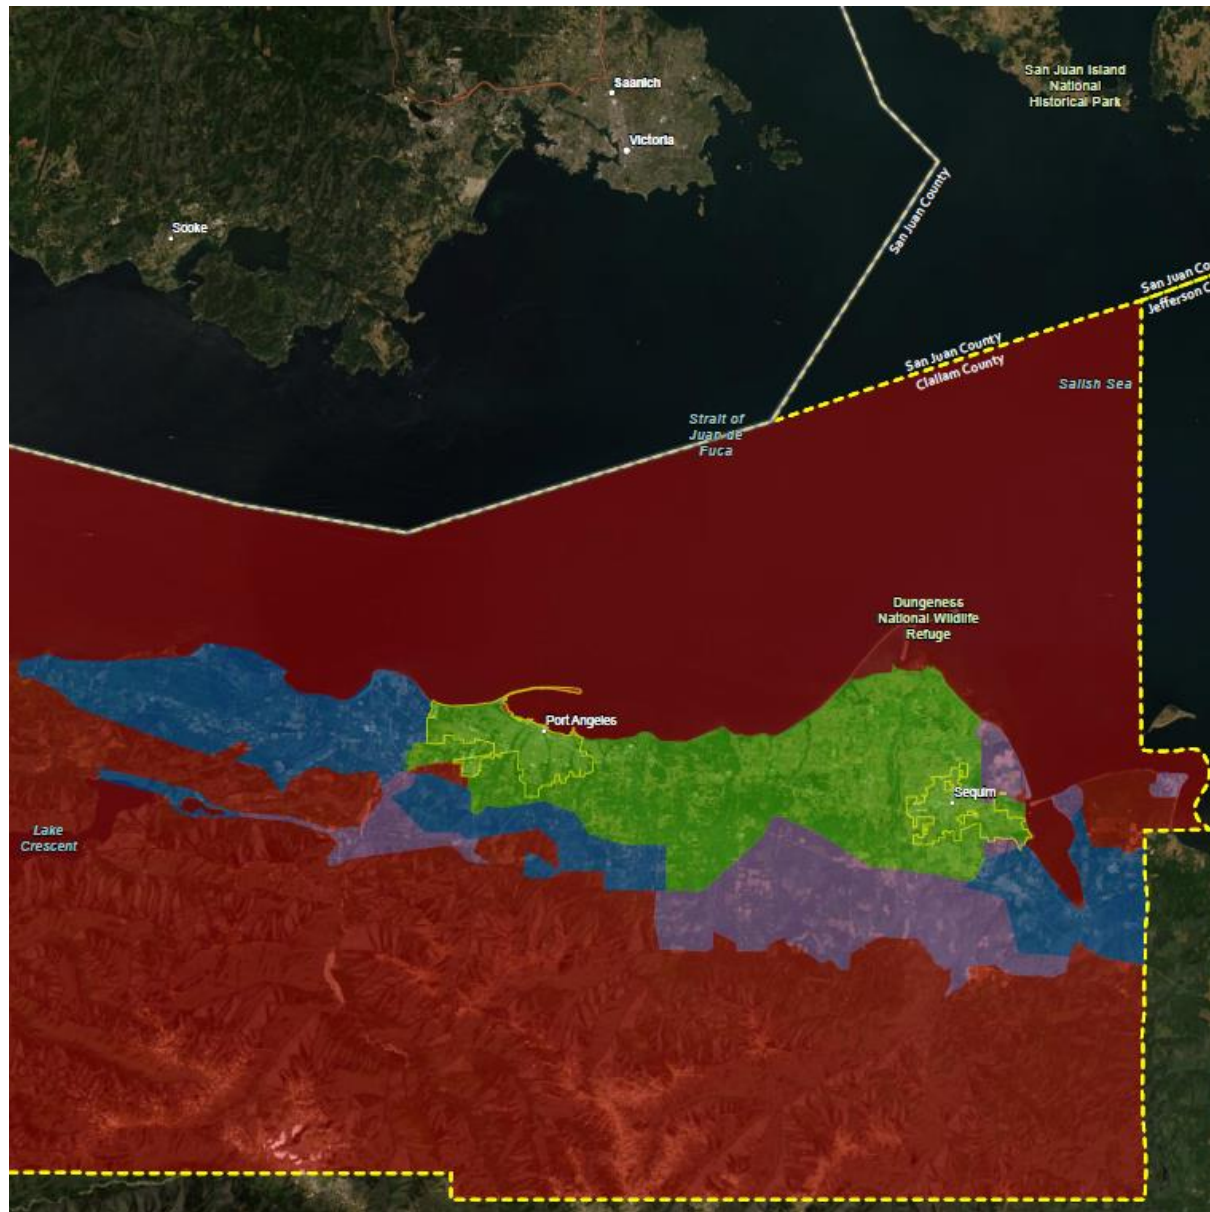 Saanich
San Juan Island
National
Historical Park
Victoria
Sooke
San Juan County
San Juan Co
Jefferson C
San Juan County
Clallam County
Salish Sea
Strait of
Juan de
Fuca
Dungeness
National Wildlife
Refuge
Port Angeles
Sequim
Lake
Crescent